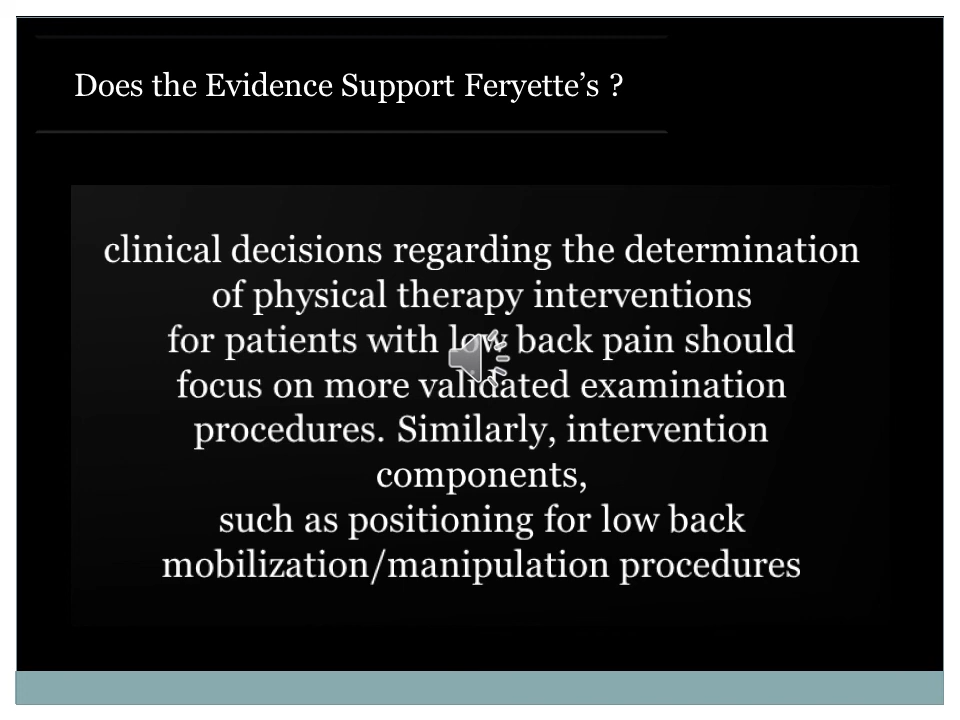 Does the Evidence Support Feryette’s ?
clinical decisions regarding the determination
of physical therapy interventions
for patients with low back pain should
focus on more validated examination
procedures. Similarly, intervention
components,
such as positioning for low back
mobilization/manipulation procedures